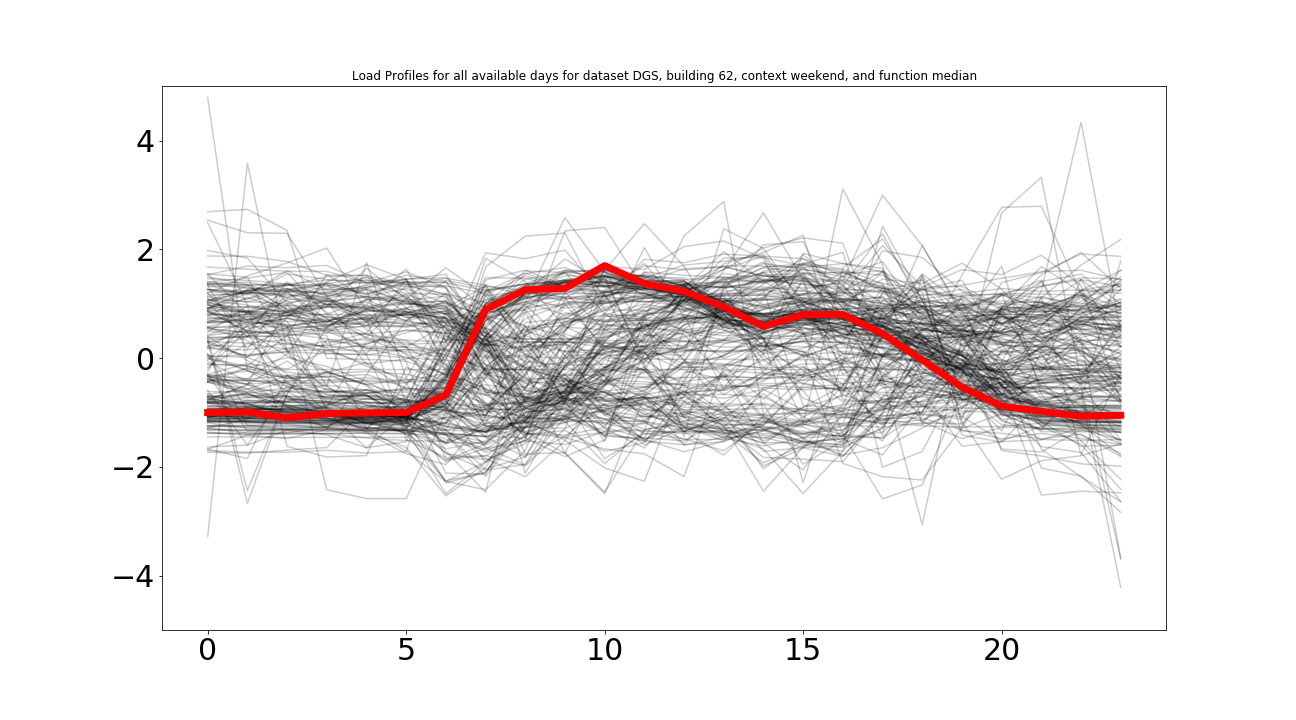 Load Profiles for all available days for dataset DGS, building 62, context weekend, and function median
4
2
0
−2
−4
0 5 10 15 20